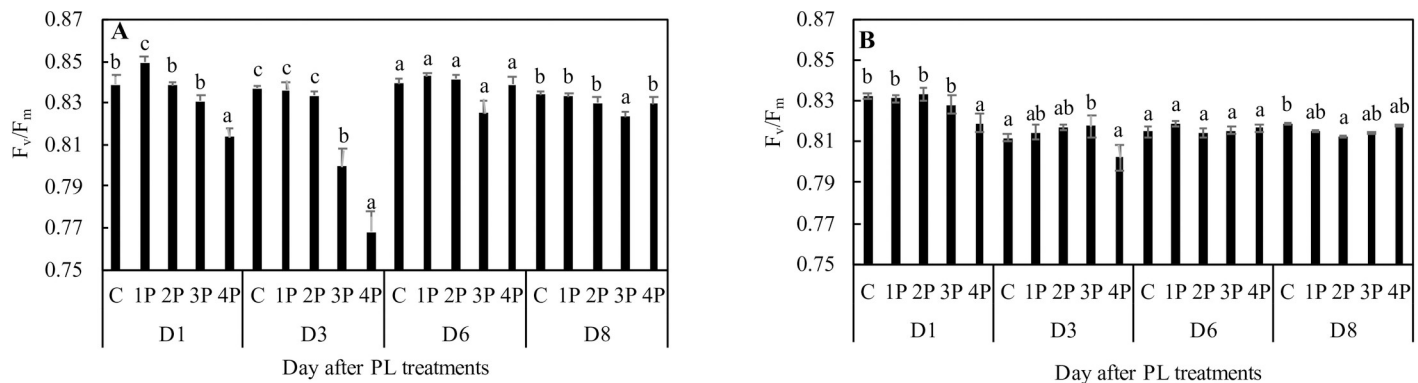 A
0.87
0.85
0.83
0.81
0.79
0.77
0.75
Fv/Fm
b c b b a c c c b a a a a a a b b b a b
C 1P 2P 3P 4P C 1P 2P 3P 4P C 1P 2P 3P 4P C 1P 2P 3P 4P
D1 D3 D6 D8
Day after PL treatments
B
0.87
0.85
0.83
0.81
0.79
0.77
0.75
Fv/Fm
b b b b a a ab ab b a a a a a a b ab a ab ab
C 1P 2P 3P 4P C 1P 2P 3P 4P C 1P 2P 3P 4P C 1P 2P 3P 4P
D1 D3 D6 D8
Day after PL treatments